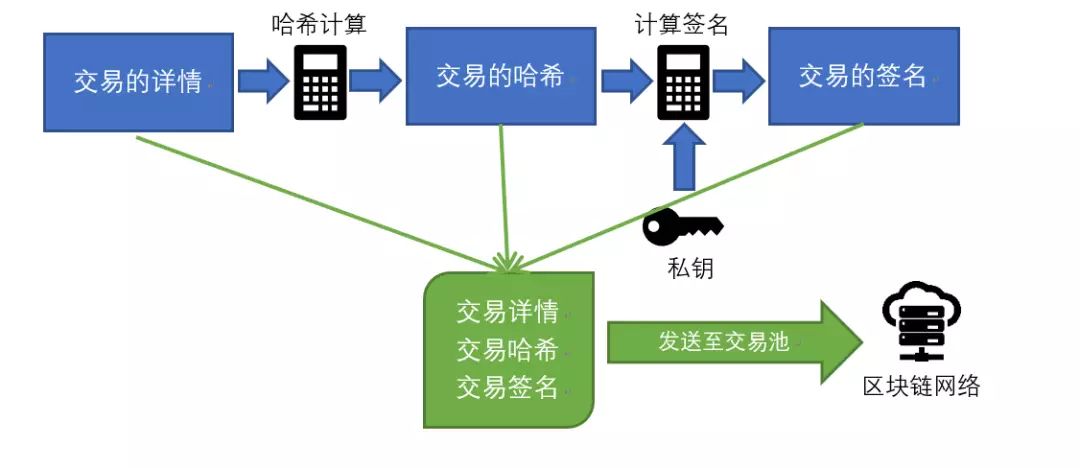 哈希计算
计算签名
交易的详情
交易的哈希
交易的签名
私钥
交易详情
交易哈希
交易签名
发送至交易池
区块链网络